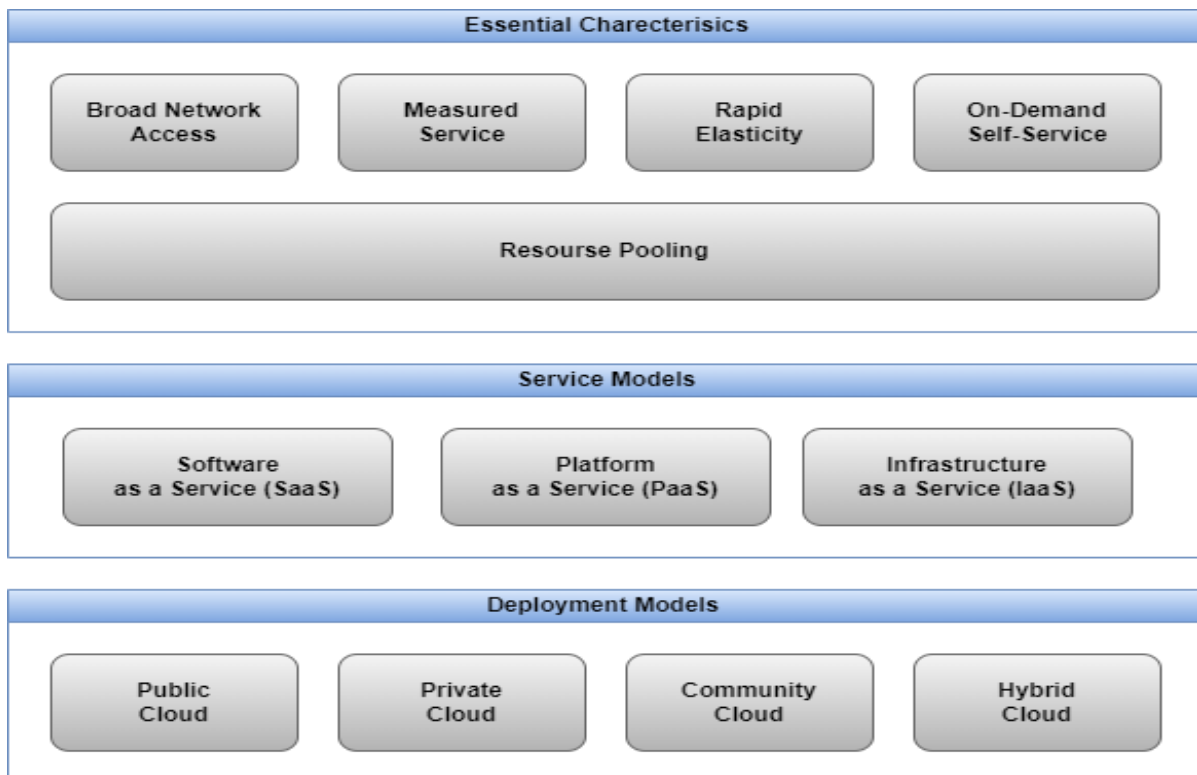 Essential Charecterisics
Broad Network
Access
Measured
Service
Rapid
Elasticity
On-Demand
Self-Service
Resourse Pooling
Service Models
Software
as a Service (SaaS)
Platform
as a Service (PaaS)
Infrastructure
as a Service (IaaS)
Deployment Models
Public
Cloud
Private
Cloud
Community
Cloud
Hybrid
Cloud